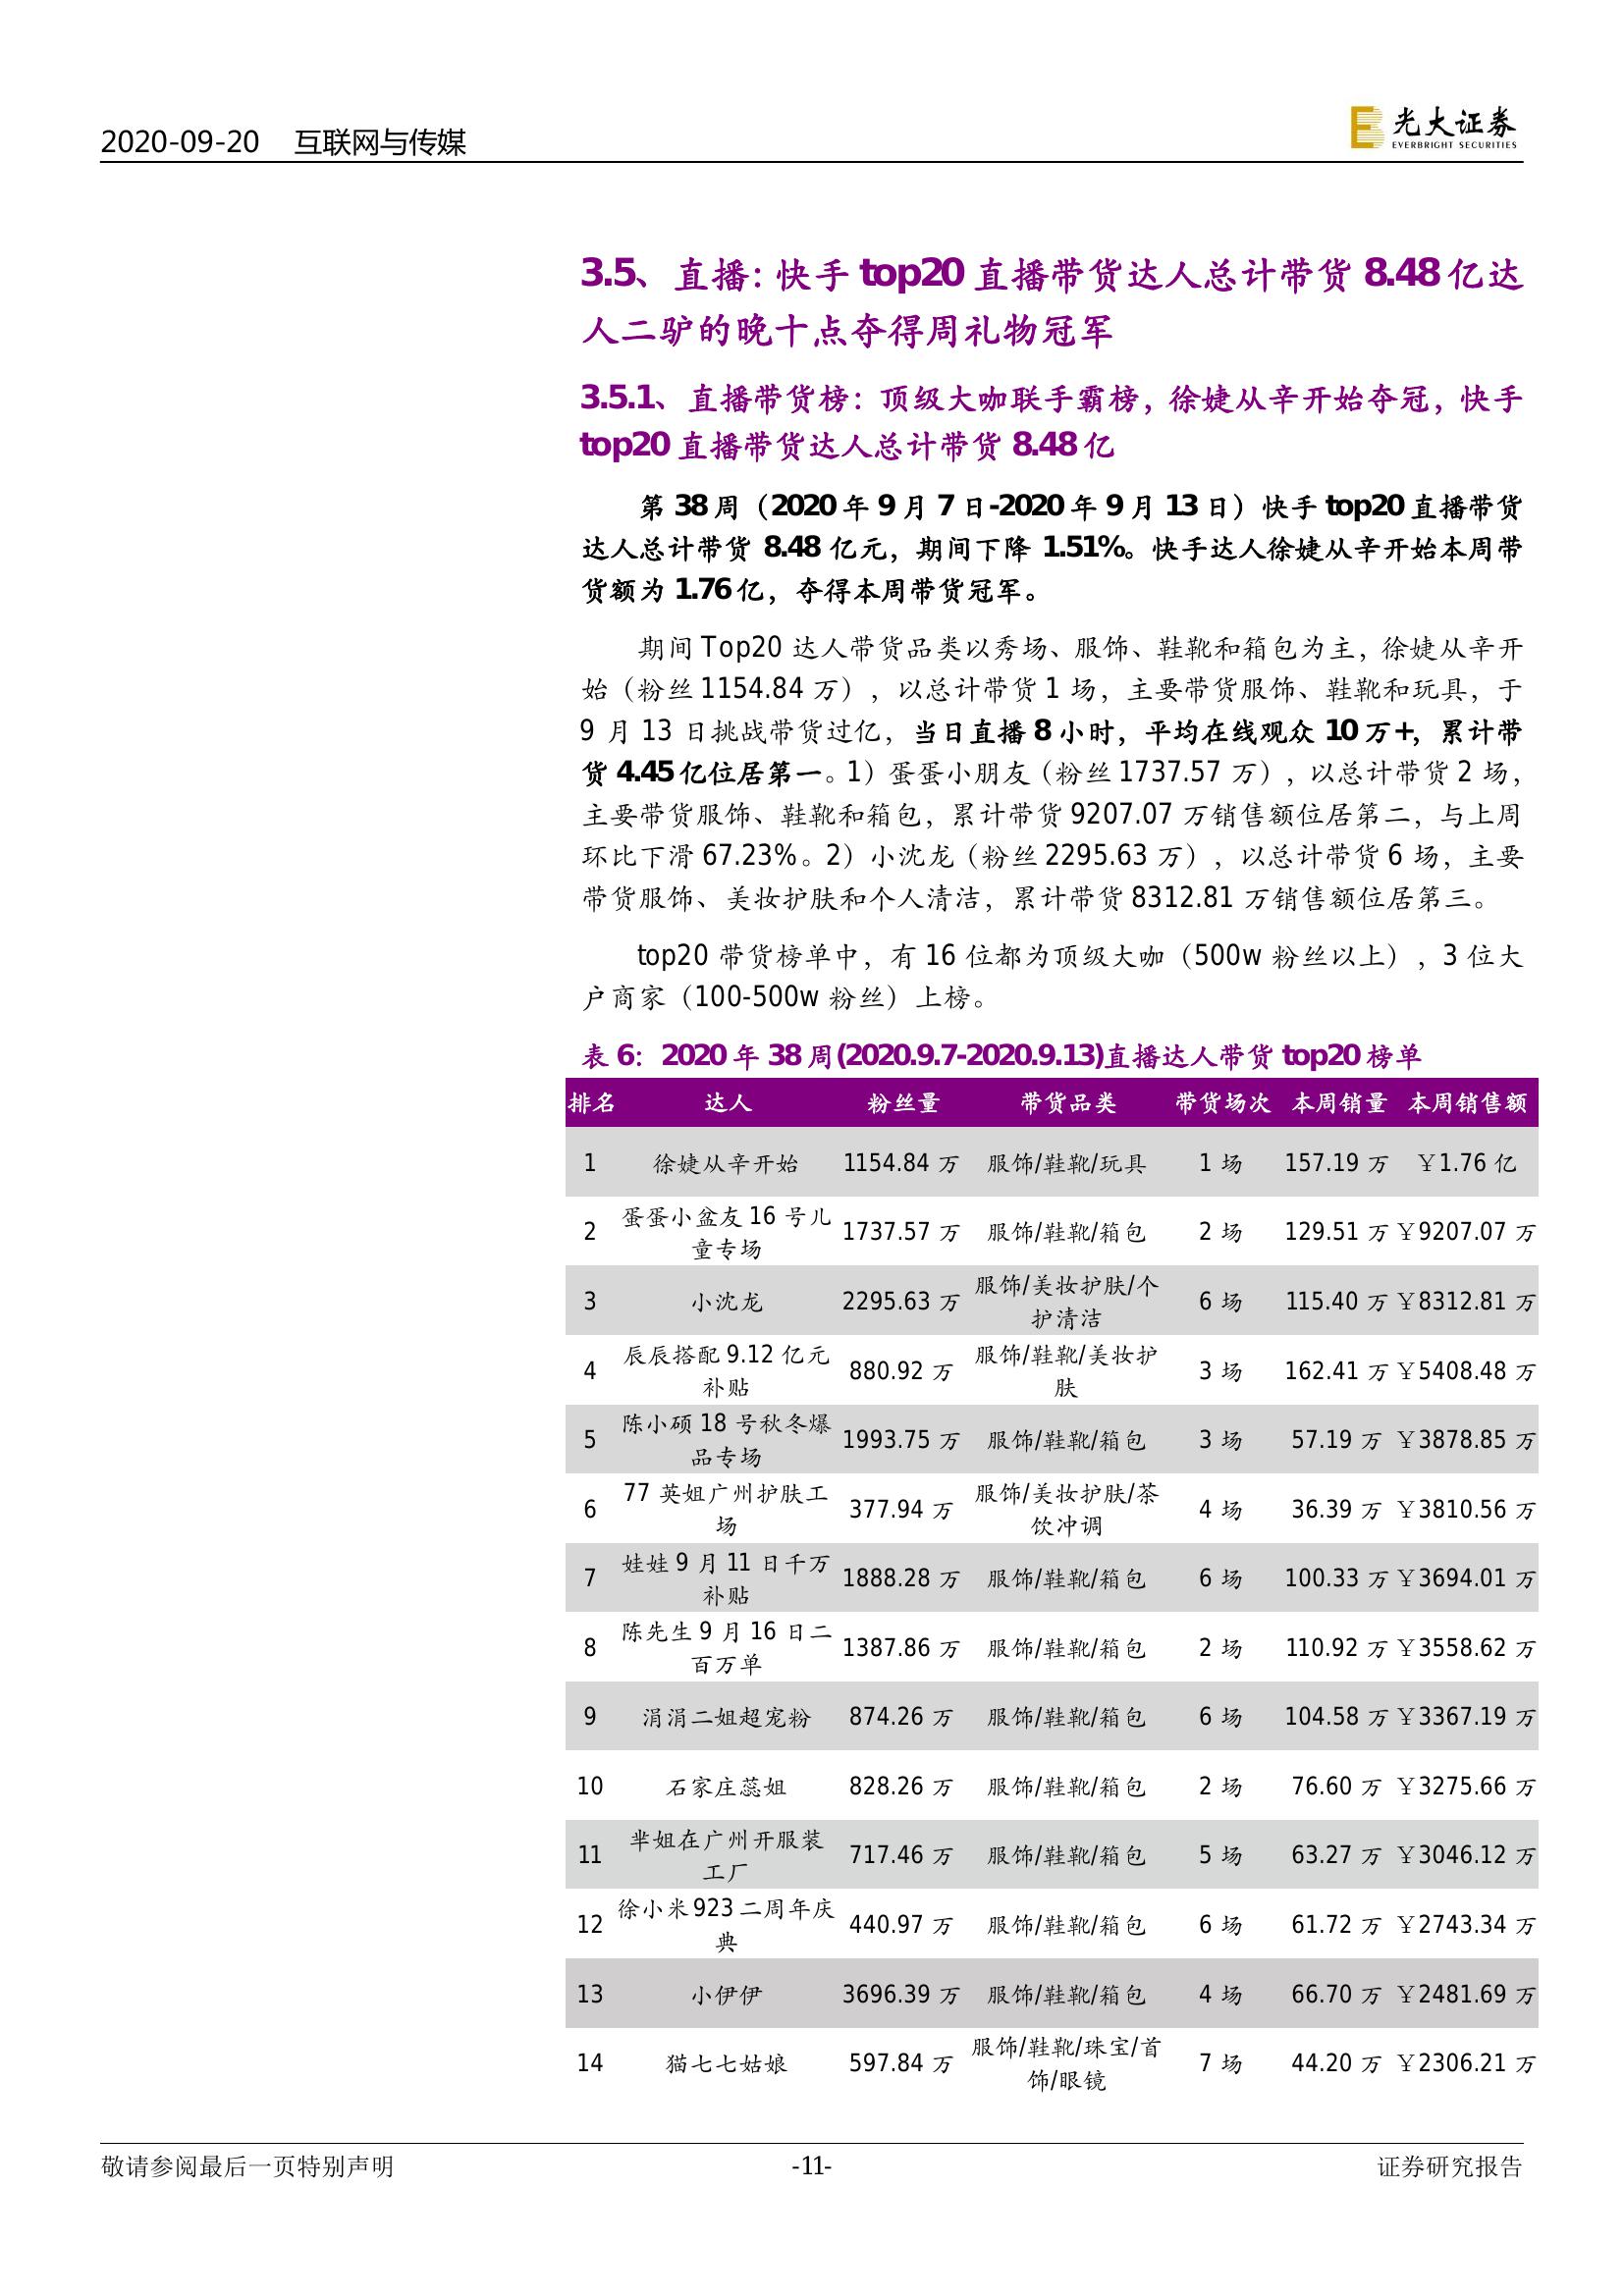 2020-09-20 互联网与传媒
光大证券
EVERBRIGHT SECURITIES
3.5、直播：快手 top20 直播带货达人总计带货 8.48 亿达
人二驴的晚十点夺得周礼物冠军
3.5.1、直播带货榜：顶级大咖联手霸榜，徐婕从辛开始夺冠，快手
top20 直播带货达人总计带货 8.48 亿
第 38 周（2020 年 9 月 7 日-2020 年 9 月 13 日）快手 top20 直播带货
达人总计带货 8.48 亿元，期间下降 1.51%。快手达人徐婕从辛开始本周带
货额为 1.76 亿，夺得本周带货冠军。
期间 Top20 达人带货品类以秀场、服饰、鞋靴和箱包为主，徐婕从辛开
始（粉丝 1154.84 万），以总计带货 1 场，主要带货服饰、鞋靴和玩具，于
9 月 13 日挑战带货过亿，当日直播 8 小时，平均在线观众 10 万+，累计带
货 4.45 亿位居第一。1）蛋蛋小朋友（粉丝 1737.57 万），以总计带货 2 场，
主要带货服饰、鞋靴和箱包，累计带货 9207.07 万销售额位居第二，与上周
环比下滑 67.23%。2）小沈龙（粉丝 2295.63 万），以总计带货 6 场，主要
带货服饰、美妆护肤和个人清洁，累计带货 8312.81 万销售额位居第三。
top20 带货榜单中，有 16 位都为顶级大咖（500w 粉丝以上），3 位大
户商家（100-500w 粉丝）上榜。
表 6：2020 年 38 周(2020.9.7-2020.9.13)直播达人带货 top20 榜单
排名 达人 粉丝量 带货品类 带货场次 本周销量 本周销售额
1 徐婕从辛开始 1154.84 万 服饰/鞋靴/玩具 1 场 157.19 万 ￥1.76 亿
2 蛋蛋小盆友 16 号儿
童专场 1737.57 万 服饰/鞋靴/箱包 2 场 129.51 万 ￥9207.07 万
3 小沈龙 2295.63 万 服饰/美妆护肤/个
护清洁 6 场 115.40 万 ￥8312.81 万
4 辰辰搭配 9.12 亿元
补贴 880.92 万 服饰/鞋靴/美妆护
肤 3 场 162.41 万 ￥5408.48 万
5 陈小硕 18 号秋冬爆
品专场 1993.75 万 服饰/鞋靴/箱包 3 场 57.19 万 ￥3878.85 万
6 77 英姐广州护肤工
场 377.94 万 服饰/美妆护肤/茶
饮冲调 4 场 36.39 万 ￥3810.56 万
7 娃娃 9 月 11 日千万
补贴 1888.28 万 服饰/鞋靴/箱包 6 场 100.33 万 ￥3694.01 万
8 陈先生 9 月 16 日二
百万单 1387.86 万 服饰/鞋靴/箱包 2 场 110.92 万 ￥3558.62 万
9 涓涓二姐超宠粉 874.26 万 服饰/鞋靴/箱包 6 场 104.58 万 ￥3367.19 万
10 石家庄蕊姐 828.26 万 服饰/鞋靴/箱包 2 场 76.60 万 ￥3275.66 万
11 芈姐在广州开服装
工厂 717.46 万 服饰/鞋靴/箱包 5 场 63.27 万 ￥3046.12 万
12 徐小米 923 二周年庆
典 440.97 万 服饰/鞋靴/箱包 6 场 61.72 万 ￥2743.34 万
13 小伊伊 3696.39 万 服饰/鞋靴/箱包 4 场 66.70 万 ￥2481.69 万
14 猫七七姑娘 597.84 万 服饰/鞋靴/珠宝/首
饰/眼镜 7 场 44.20 万 ￥2306.21 万
敬请参阅最后一页特别声明 -11- 证券研究报告